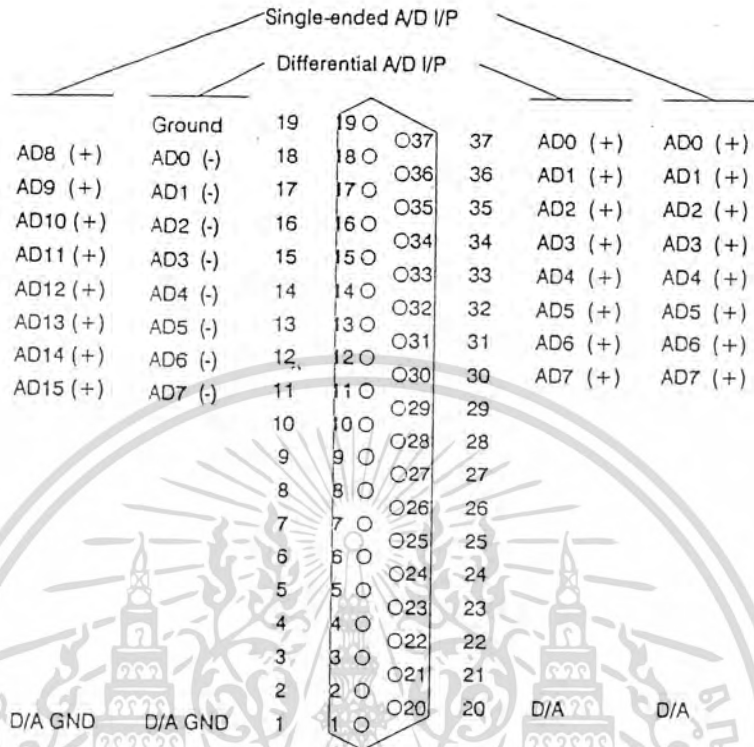 Single-ended A/D I/P
Differential A/D I/P
Ground 19 19
37 37 AD0 (+) AD0 (+)
AD8 (+) AD0 (-) 18 18
36 36 AD1 (+) AD1 (+)
AD9 (+) AD1 (-) 17 17
35 35 AD2 (+) AD2 (+)
AD10 (+) AD2 (-) 16 16
34 34 AD3 (+) AD3 (+)
AD11 (+) AD3 (-) 15 15
33 33 AD4 (+) AD4 (+)
AD12 (+) AD4 (-) 14 14
32 32 AD5 (+) AD5 (+)
AD13 (+) AD5 (-) 13 13
31 31 AD6 (+) AD6 (+)
AD14 (+) AD6 (-) 12 12
30 30 AD7 (+) AD7 (+)
AD15 (+) AD7 (-) 11 11
29 29
10 10
28 28
9 9
27 27
8 8
26 26
7 7
25 25
6 6
24 24
5 5
23 23
4 4
22 22
3 3
21 21
2 2
20 20 D/A D/A
D/A GND D/A GND 1 1